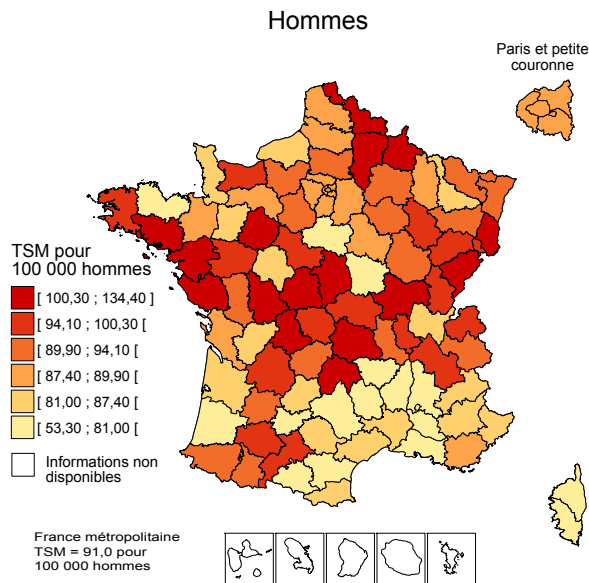 Hommes
Paris et petite
couronne
TSM pour
100 000 hommes
[ 100,30 ; 134,40 ]
[ 94,10 ; 100,30 [
[ 89,90 ; 94,10 [
[ 87,40 ; 89,90 [
[ 81,00 ; 87,40 [
[ 53,30 ; 81,00 [
Informations non
disponibles
France métropolitaine
TSM = 91,0 pour
100 000 hommes